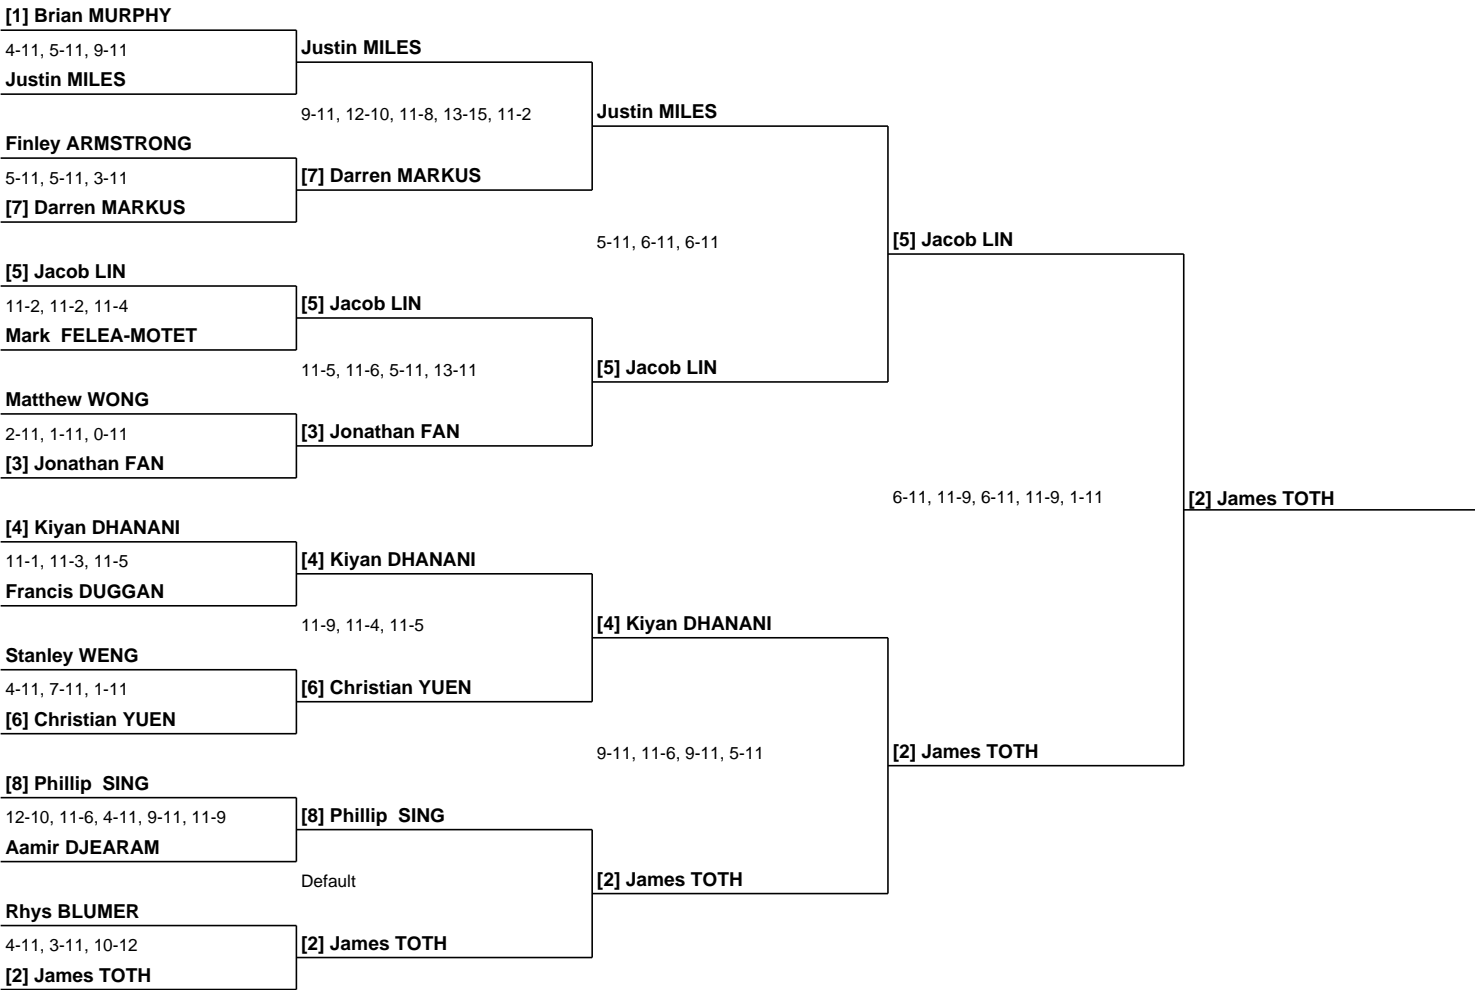 [1] Brian MURPHY
4-11, 5-11, 9-11
Justin MILES
Justin MILES
9-11, 12-10, 11-8, 13-15, 11-2
Justin MILES
Finley ARMSTRONG
5-11, 5-11, 3-11
[7] Darren MARKUS
[7] Darren MARKUS
5-11, 6-11, 6-11
[5] Jacob LIN
[5] Jacob LIN
11-2, 11-2, 11-4
Mark  FELEA-MOTET
[5] Jacob LIN
11-5, 11-6, 5-11, 13-11
[5] Jacob LIN
Matthew WONG
2-11, 1-11, 0-11
[3] Jonathan FAN
[3] Jonathan FAN
6-11, 11-9, 6-11, 11-9, 1-11
[2] James TOTH
[4] Kiyan DHANANI
11-1, 11-3, 11-5
Francis DUGGAN
[4] Kiyan DHANANI
11-9, 11-4, 11-5
[4] Kiyan DHANANI
Stanley WENG
4-11, 7-11, 1-11
[6] Christian YUEN
[6] Christian YUEN
9-11, 11-6, 9-11, 5-11
[2] James TOTH
[8] Phillip  SING
12-10, 11-6, 4-11, 9-11, 11-9
Aamir DJEARAM
[8] Phillip  SING
Default
[2] James TOTH
Rhys BLUMER
4-11, 3-11, 10-12
[2] James TOTH
[2] James TOTH